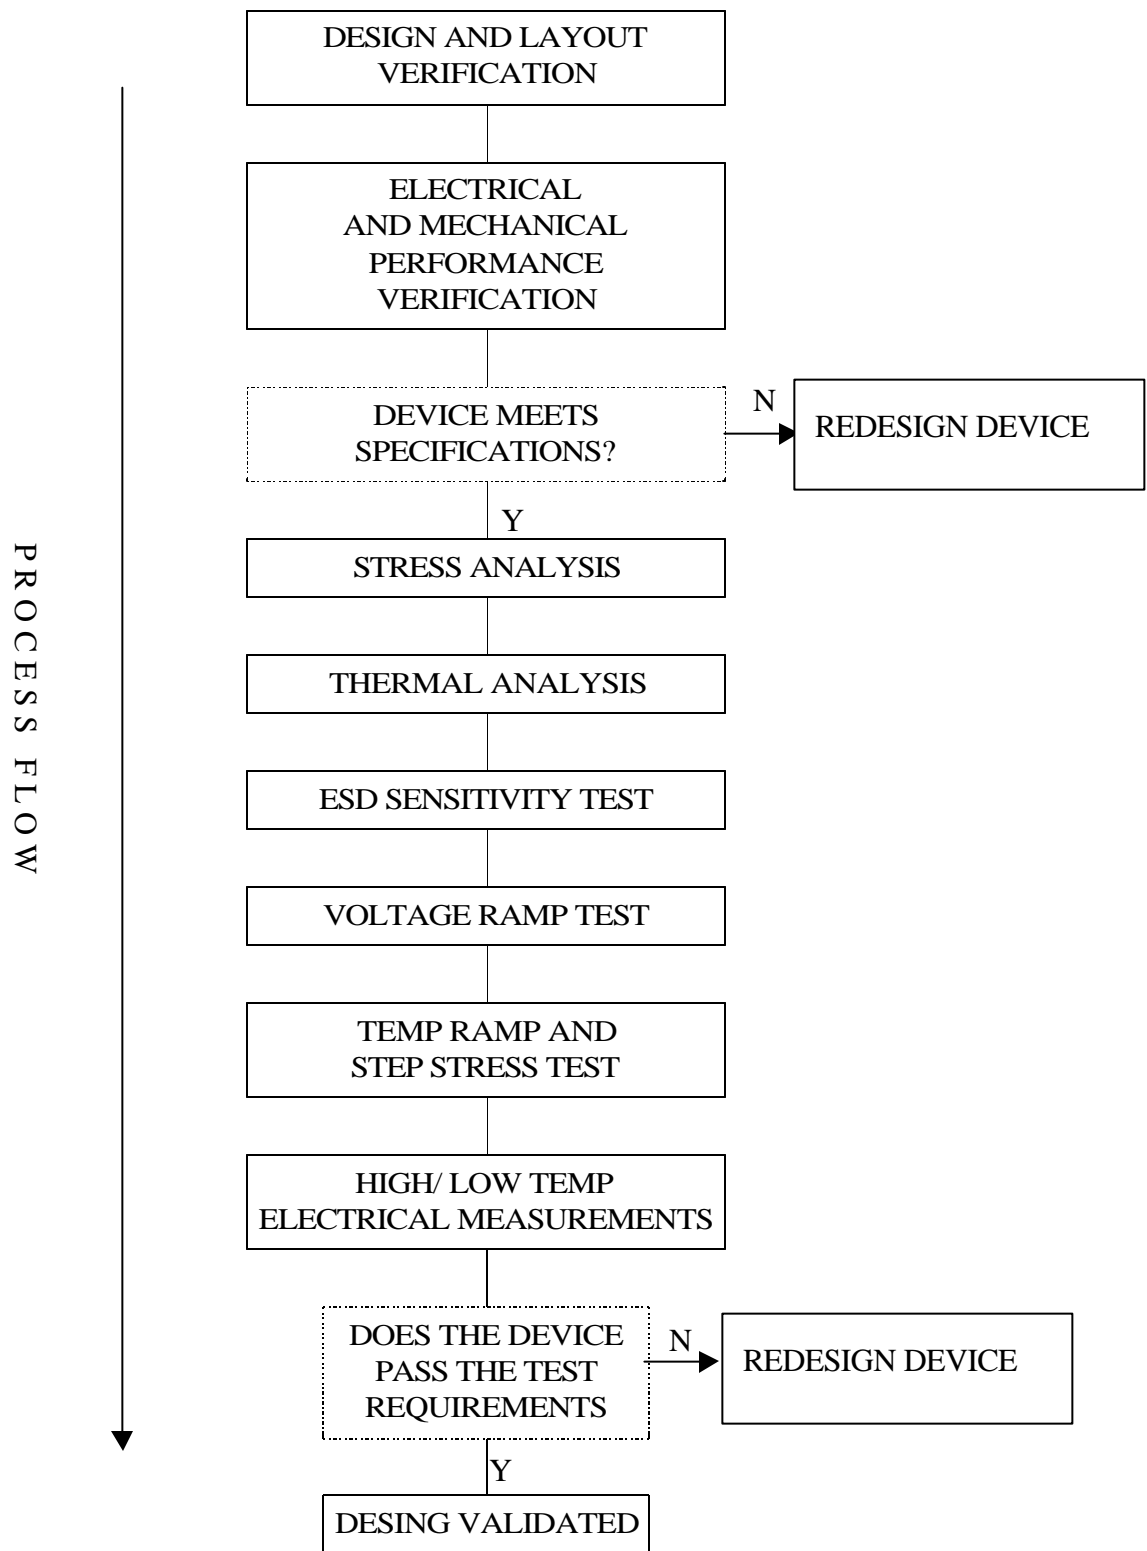 DESIGN AND LAYOUT
VERIFICATION
ELECTRICAL
AND MECHANICAL
PERFORMANCE
VERIFICATION
DEVICE MEETS
SPECIFICATIONS?
N
REDESIGN DEVICE
Y
STRESS ANALYSIS
THERMAL ANALYSIS
ESD SENSITIVITY TEST
VOLTAGE RAMP TEST
TEMP RAMP AND
STEP STRESS TEST
HIGH/ LOW TEMP
ELECTRICAL MEASUREMENTS
DOES THE DEVICE
PASS THE TEST
REQUIREMENTS
N
REDESIGN DEVICE
Y
DESING VALIDATED
PROCESS FLOW